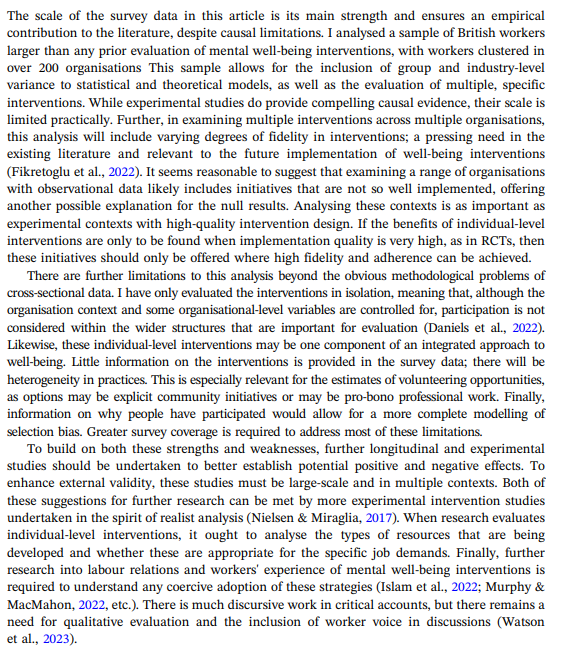 The scale of the survey data in this article is its main strength and ensures an empirical
contribution to the literature, despite causal limitations. I analysed a sample of British workers
larger than any prior evaluation of mental well-being interventions, with workers clustered in
over 200 organisations This sample allows for the inclusion of group and industry-level
variance to statistical and theoretical models, as well as the evaluation of multiple, specific
interventions. While experimental studies do provide compelling causal evidence, their scale is
limited practically. Further, in examining multiple interventions across multiple organisations,
this analysis will include varying degrees of fidelity in interventions; a pressing need in the
existing literature and relevant to the future implementation of well-being interventions
(Fikretoglu et al., 2022). It seems reasonable to suggest that examining a range of organisations
with observational data likely includes initiatives that are not so well implemented, offering
another possible explanation for the null results. Analysing these contexts is as important as
experimental contexts with high-quality intervention design. If the benefits of individual-level
interventions are only to be found when implementation quality is very high, as in RCTs, then
these initiatives should only be offered where high fidelity and adherence can be achieved.
There are further limitations to this analysis beyond the obvious methodological problems of
cross-sectional data. I have only evaluated the interventions in isolation, meaning that, although the
organisation context and some organisational-level variables are controlled for, participation is not
considered within the wider structures that are important for evaluation (Daniels et al., 2022).
Likewise, these individual-level interventions may be one component of an integrated approach to
well-being. Little information on the interventions is provided in the survey data; there will be
heterogeneity in practices. This is especially relevant for the estimates of volunteering opportunities,
as options may be explicit community initiatives or may be pro-bono professional work. Finally,
information on why people have participated would allow for a more complete modelling of
selection bias. Greater survey coverage is required to address most of these limitations.
To build on both these strengths and weaknesses, further longitudinal and experimental
studies should be undertaken to better establish potential positive and negative effects. To
enhance external validity, these studies must be large-scale and in multiple contexts. Both of
these suggestions for further research can be met by more experimental intervention studies
undertaken in the spirit of realist analysis (Nielsen & Miraglia, 2017). When research evaluates
individual-level interventions, it ought to analyse the types of resources that are being
developed and whether these are appropriate for the specific job demands. Finally, further
research into labour relations and workers' experience of mental well-being interventions is
required to understand any coercive adoption of these strategies (Islam et al., 2022; Murphy &
MacMahon, 2022, etc.). There is much discursive work in critical accounts, but there remains a
need for qualitative evaluation and the inclusion of worker voice in discussions (Watson
et al., 2023).